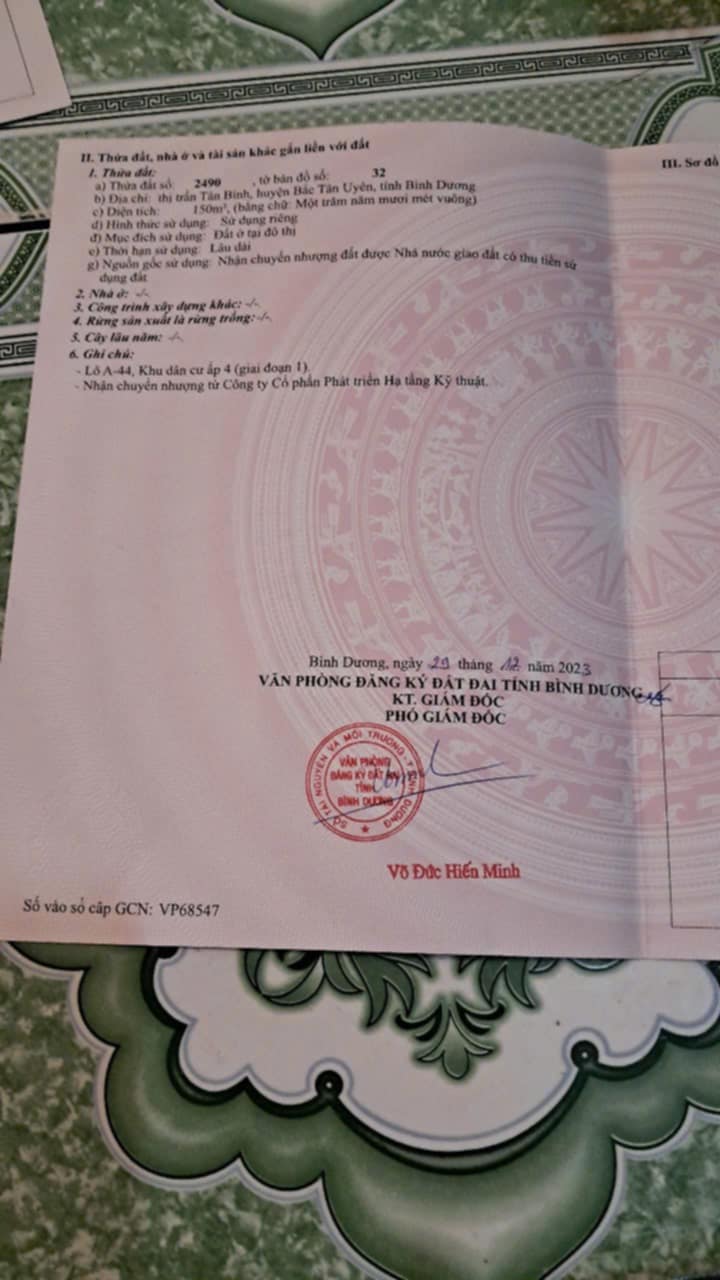 II. Thửa đất, nhà ở và tài sản khác gắn liền với đất
1. Thửa đất:
a) Thửa đất số: 2490 , tờ bản đồ số: 32
b) Địa chỉ: thị trấn Tân Bình, huyện Bắc Tân Uyên, tỉnh Bình Dương
c) Diện tích: 150m², (bằng chữ: Một trăm năm mươi mét vuông)
d) Hình thức sử dụng: Sử dụng riêng
đ) Mục đích sử dụng: Đất ở tại đô thị
e) Thời hạn sử dụng: Lâu dài
g) Nguồn gốc sử dụng: Nhận chuyển nhượng đất được Nhà nước giao đất có thu tiền sử
dụng đất
2. Nhà ở: -/-
3. Công trình xây dựng khác: -/-
4. Rừng sản xuất là rừng trồng: -/-
5. Cây lâu năm: -/-
6. Ghi chú:
- Lô A-44, Khu dân cư ấp 4 (giai đoạn 1).
- Nhận chuyển nhượng từ Công ty Cổ phần Phát triển Hạ tầng Kỹ thuật.
III. Sơ đồ
Bình Dương, ngày 29 tháng 12 năm 2023
VĂN PHÒNG ĐĂNG KÝ ĐẤT ĐAI TỈNH BÌNH DƯƠNG
KT. GIÁM ĐỐC
PHÓ GIÁM ĐỐC
SỞ TÀI NGUYÊN VÀ MÔI TRƯỜNG - TỈNH BÌNH DƯƠNG
VĂN PHÒNG
ĐĂNG KÝ ĐẤT ĐAI
TỈNH
BÌNH DƯƠNG
Võ Đức Hiến Minh
Số vào sổ cấp GCN: VP68547